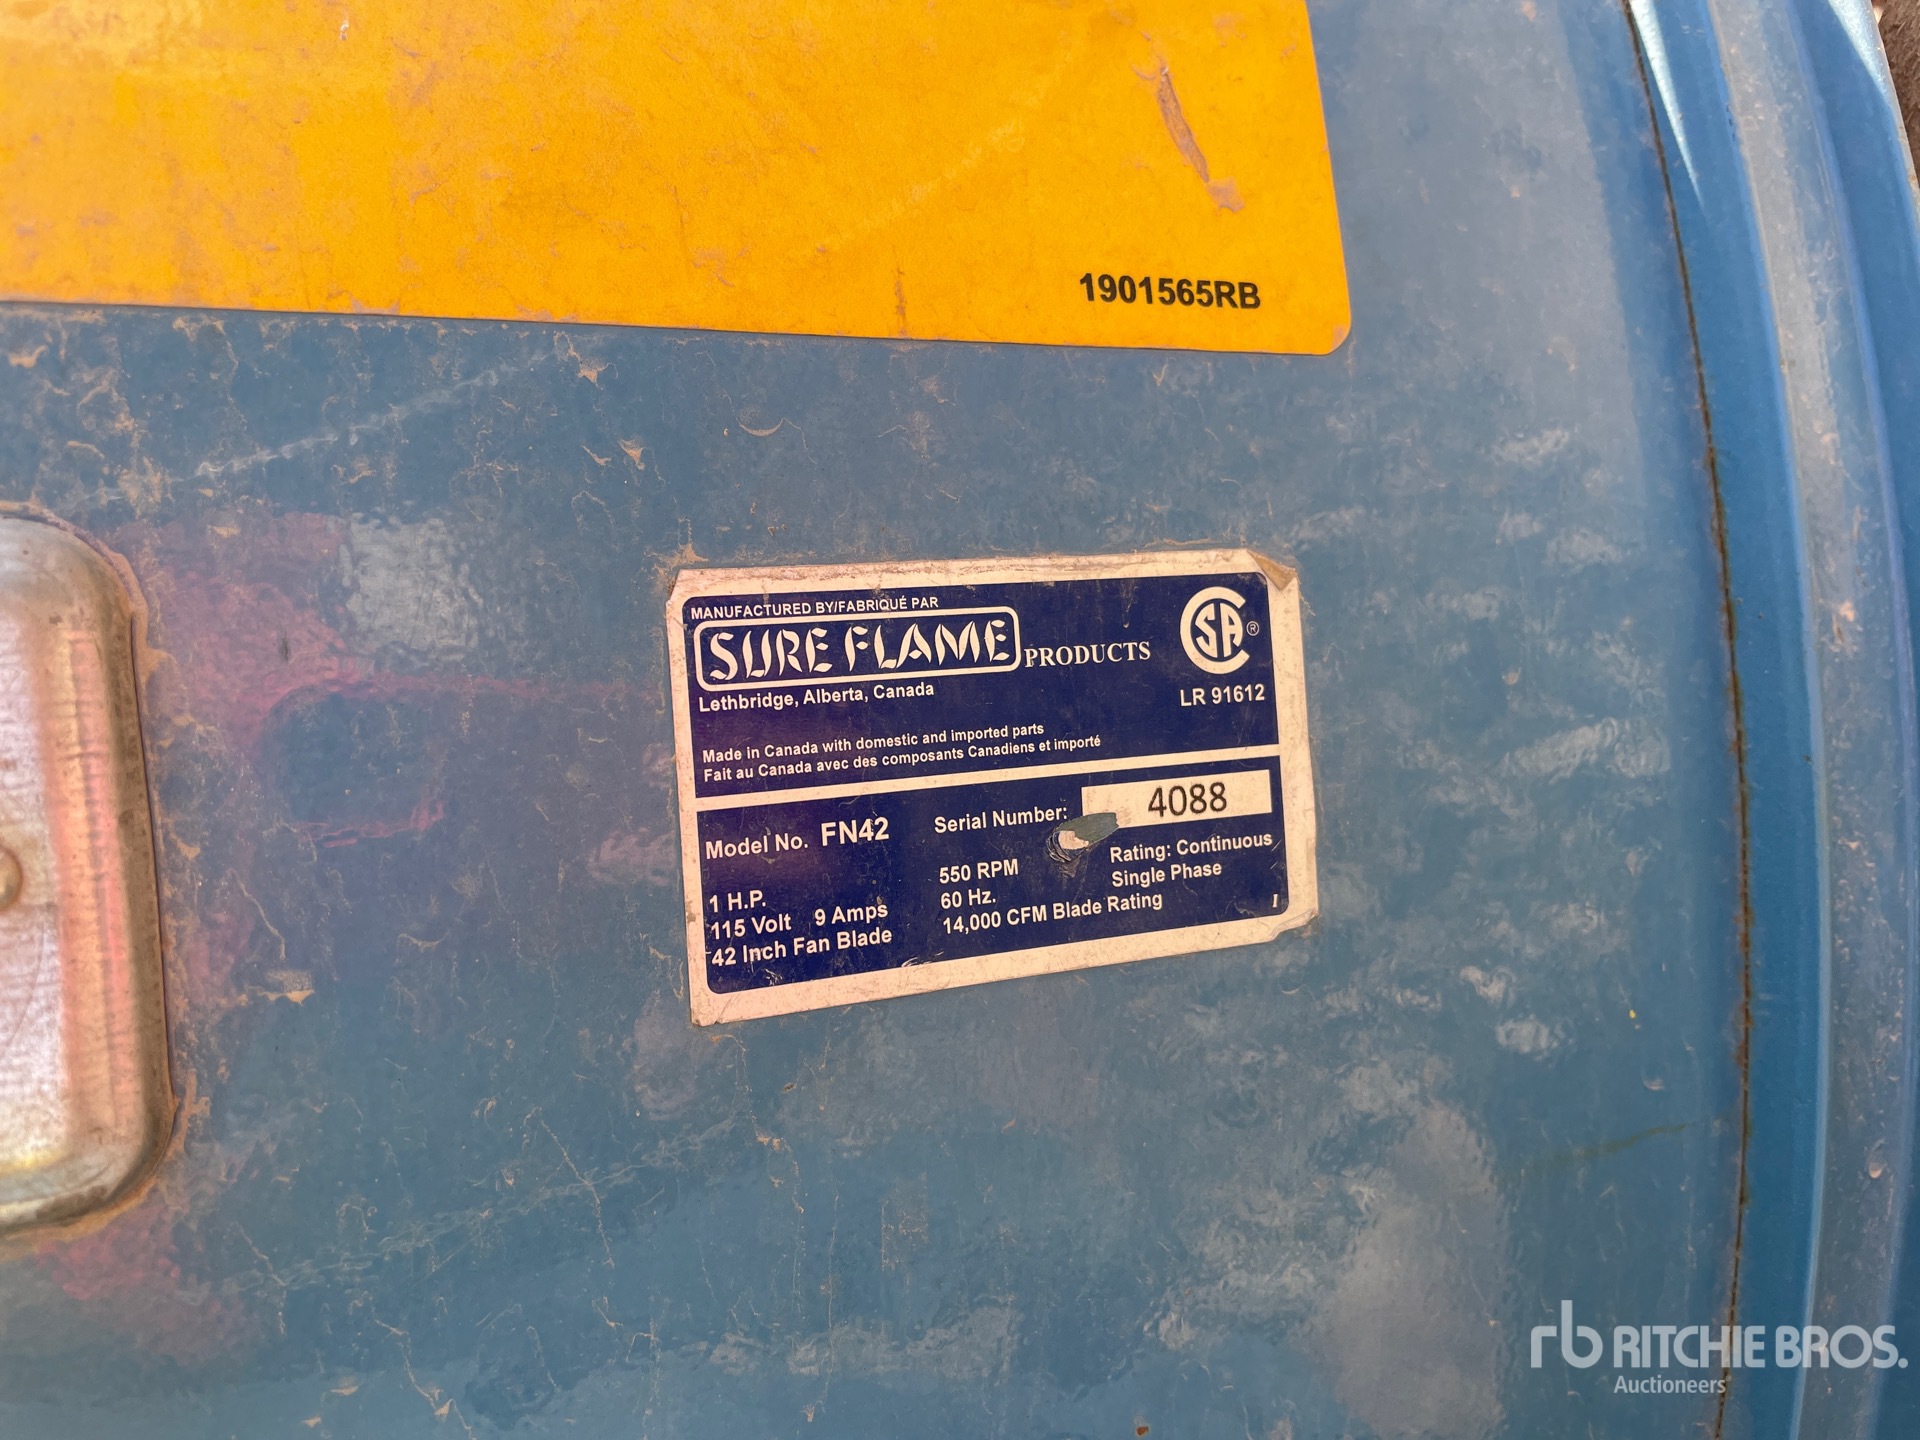 1901565RB
MANUFACTURED BY/FABRIQUÉ PAR
SURE FLAME PRODUCTS
Lethbridge, Alberta, Canada
SA ®
LR 91612
Made in Canada with domestic and imported parts
Fait au Canada avec des composants Canadiens et importé
Model No. FN42
Serial Number: 4088
1 H.P.
115 Volt 9 Amps
42 Inch Fan Blade
550 RPM
60 Hz.
14,000 CFM Blade Rating
Rating: Continuous
Single Phase
I
rb RITCHIE BROS.
Auctioneers